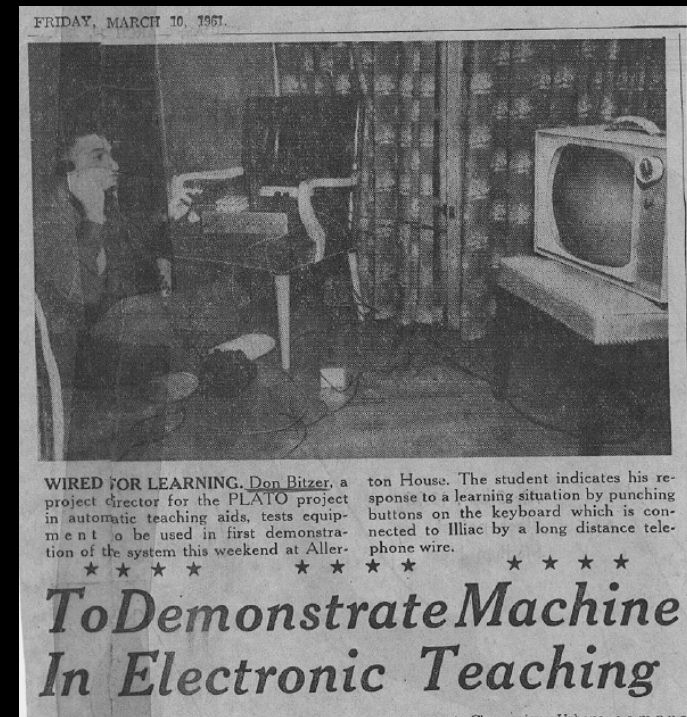 FRIDAY, MARCH 10, 1961.
WIRED FOR LEARNING. Don Bitzer, a
project director for the PLATO project
in automatic teaching aids, tests equip-
ment to be used in first demonstra-
tion of the system this weekend at Aller-
ton House. The student indicates his re-
sponse to a learning situation by punching
buttons on the keyboard which is con-
nected to Illiac by a long distance tele-
phone wire.
To Demonstrate Machine
In Electronic Teaching